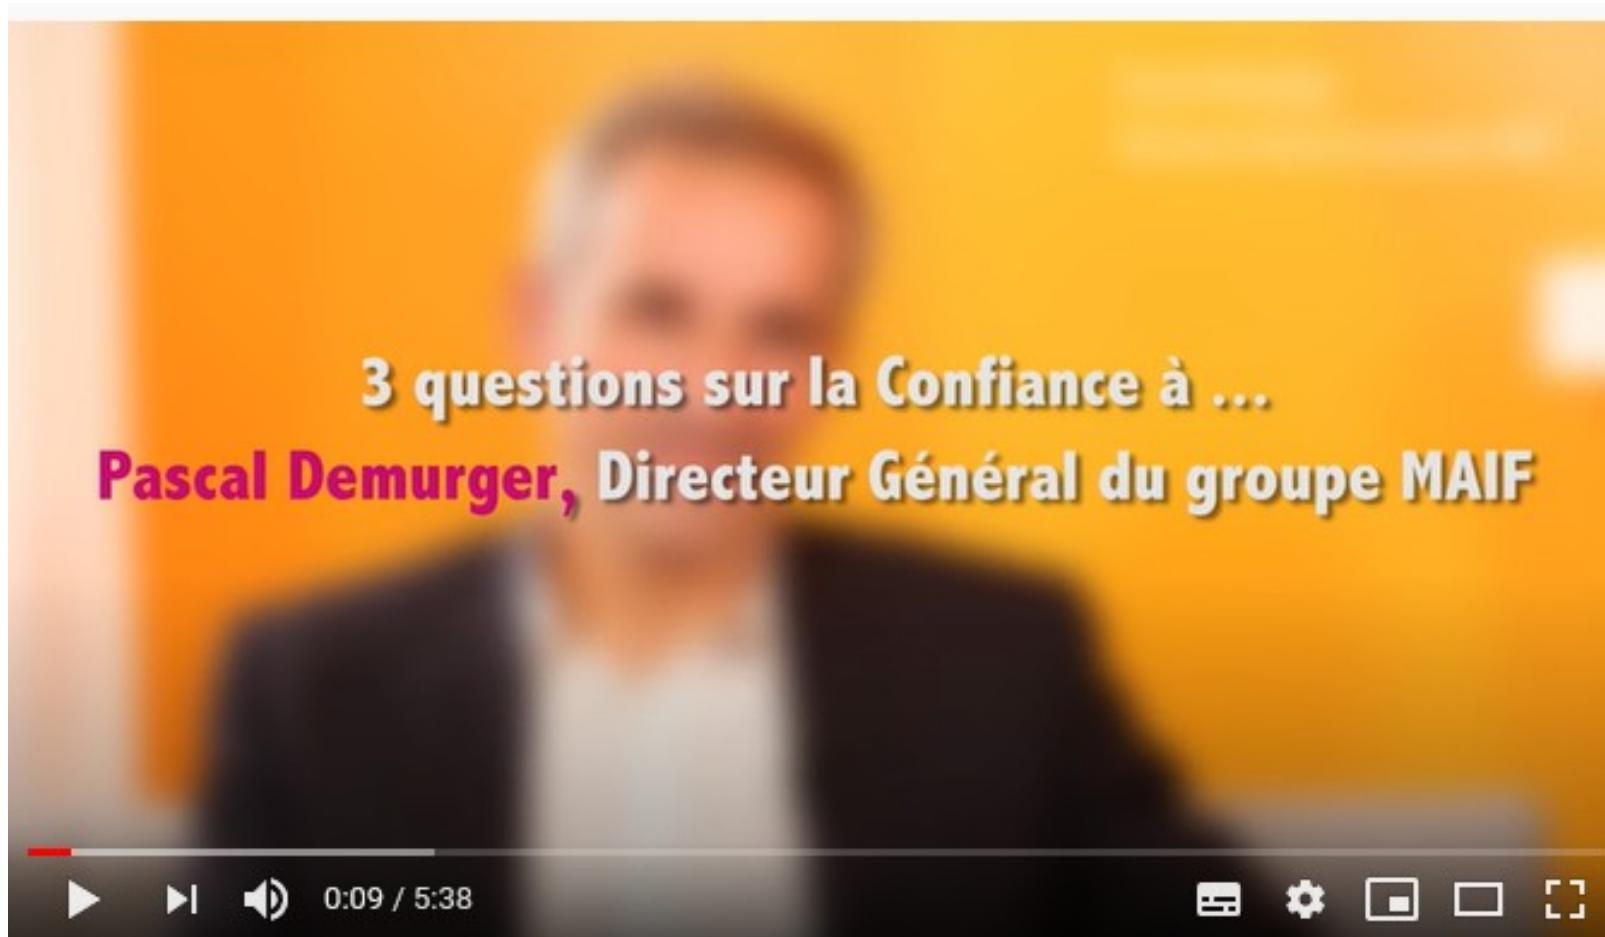 3 questions sur la Confiance à ...
Pascal Demurger, Directeur Général du groupe MAIF
0:09 / 5:38